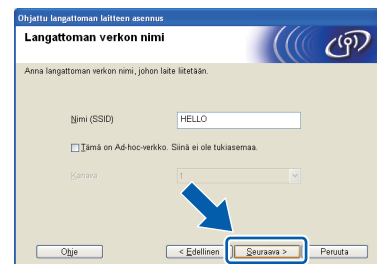 Ohjattu langattoman laitteen asennus
Langattoman verkon nimi
Anna langattoman verkon nimi, johon laite liitetään.
Nimi (SSID) HELLO
Tämä on Ad-hoc-verkko. Siinä ei ole tukiasemaa.
Kanava 1
Ohje < Edellinen Seuraava > Peruuta